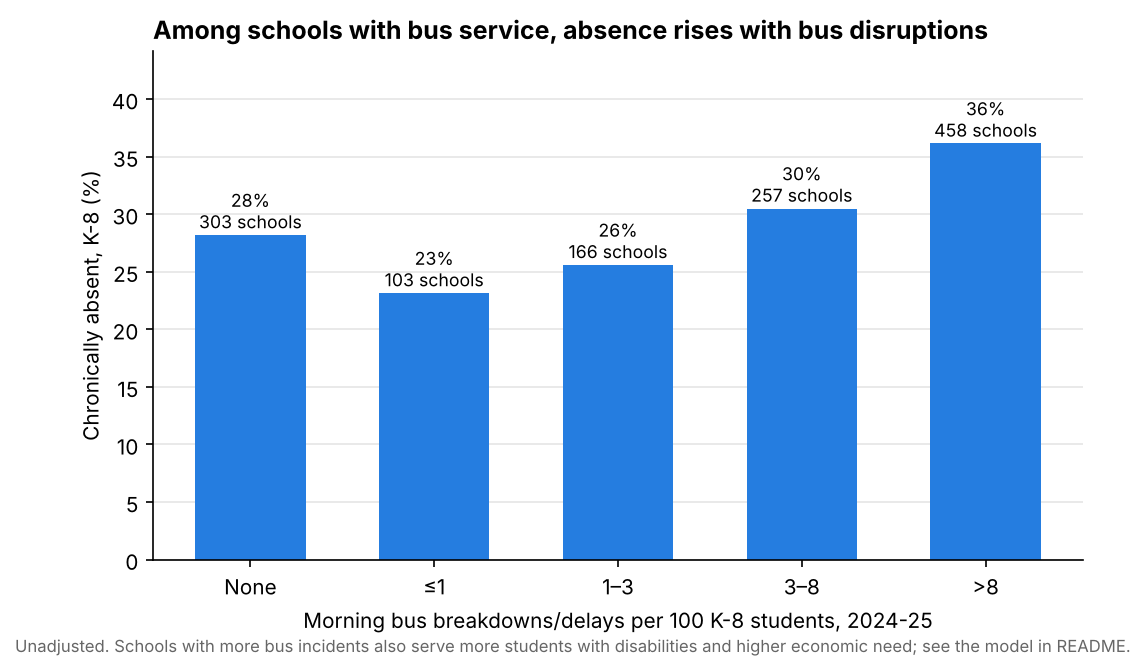 Among schools with bus service, absence rises with bus disruptions
Chronically absent, K-8 (%)
40
35
30
25
20
15
10
5
0
28%
303 schools
23%
103 schools
26%
166 schools
30%
257 schools
36%
458 schools
None
≤1
1–3
3–8
>8
Morning bus breakdowns/delays per 100 K-8 students, 2024-25
Unadjusted. Schools with more bus incidents also serve more students with disabilities and higher economic need; see the model in README.